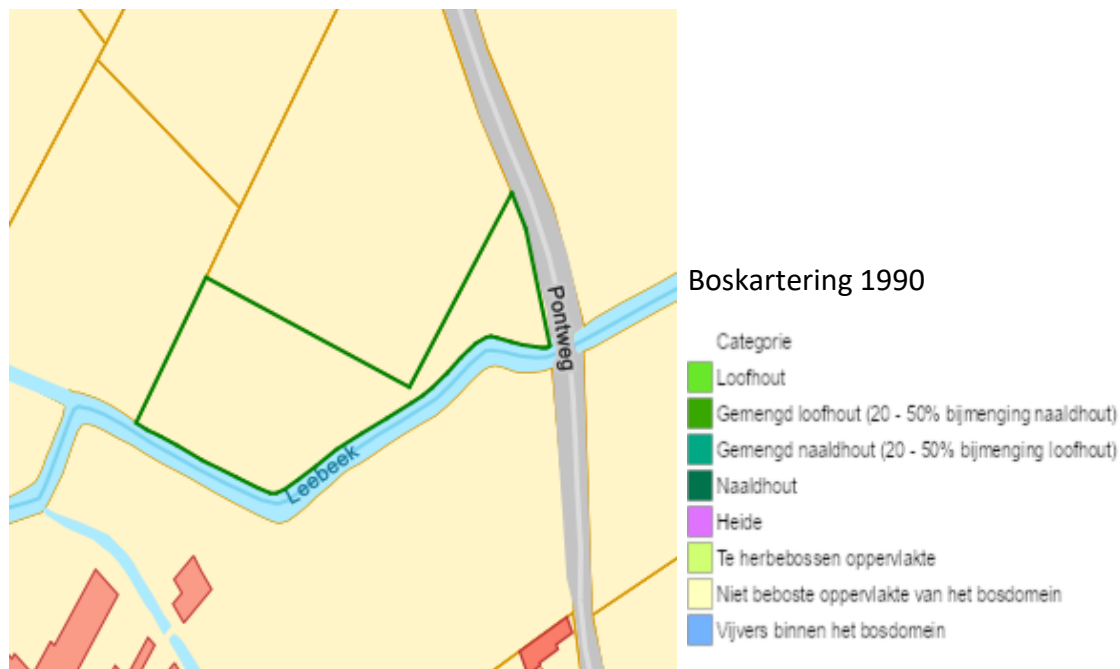 Pontweg
Leebeek
Boskartering 1990
Categorie
Loofhout
Gemengd loofhout (20 - 50% bijmenging naaldhout)
Gemengd naaldhout (20 - 50% bijmenging loofhout)
Naaldhout
Heide
Te herbebossen oppervlakte
Niet beboste oppervlakte van het bosdomein
Vijvers binnen het bosdomein